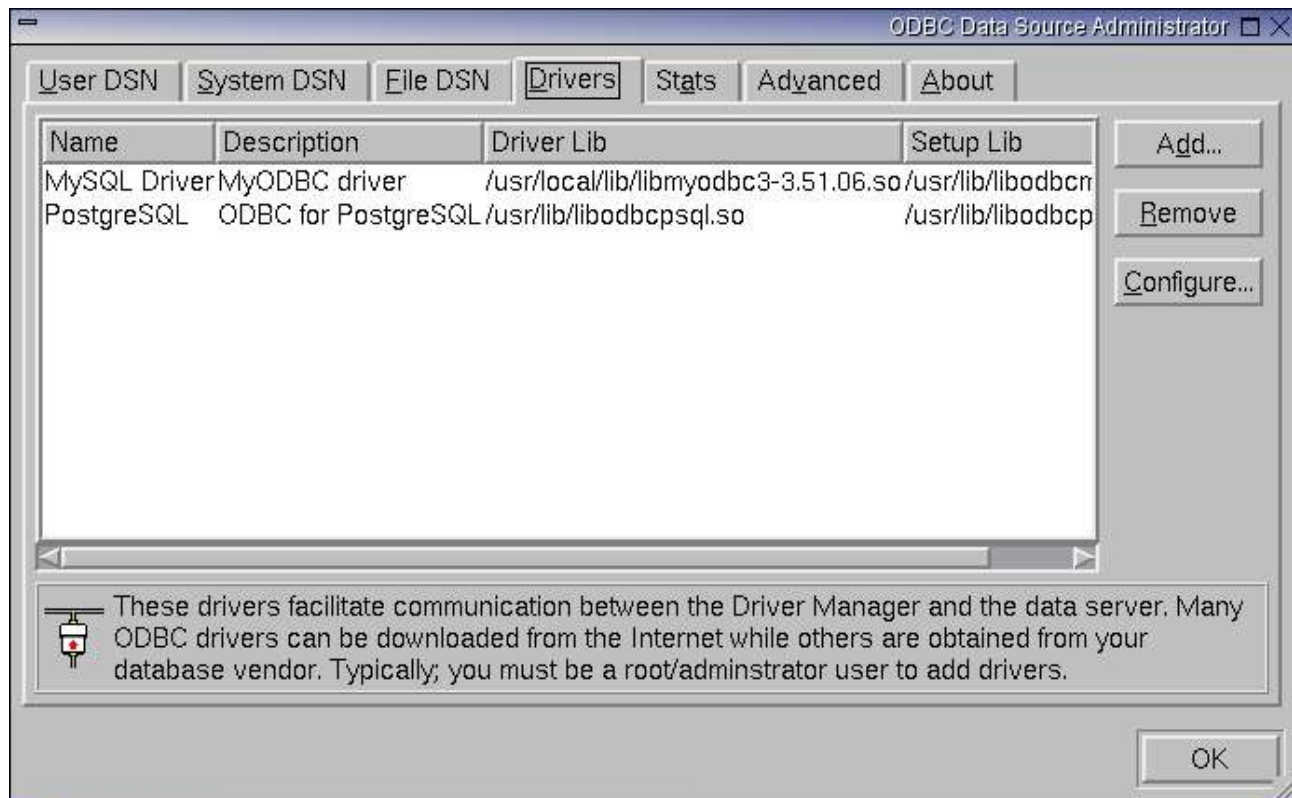 ODBC Data Source Administrator
User DSN System DSN File DSN Drivers Stats Advanced About
Name Description Driver Lib Setup Lib
MySQL Driver MyODBC driver /usr/local/lib/libmyodbc3-3.51.06.so /usr/lib/libodbcm
PostgreSQL ODBC for PostgreSQL /usr/lib/libodbcpsql.so /usr/lib/libodbcp
Add...
Remove
Configure...
These drivers facilitate communication between the Driver Manager and the data server. Many
ODBC drivers can be downloaded from the Internet while others are obtained from your
database vendor. Typically; you must be a root/adminstrator user to add drivers.
OK